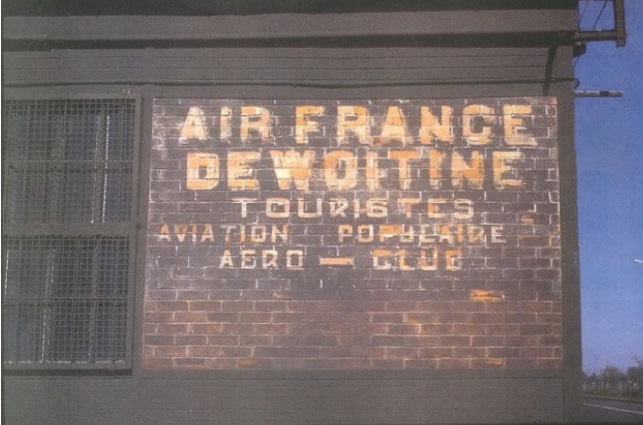 AIR FRANCE
DEWOITINE
TOURISTES
AVIATION POPULAIRE
AERO — CLUB